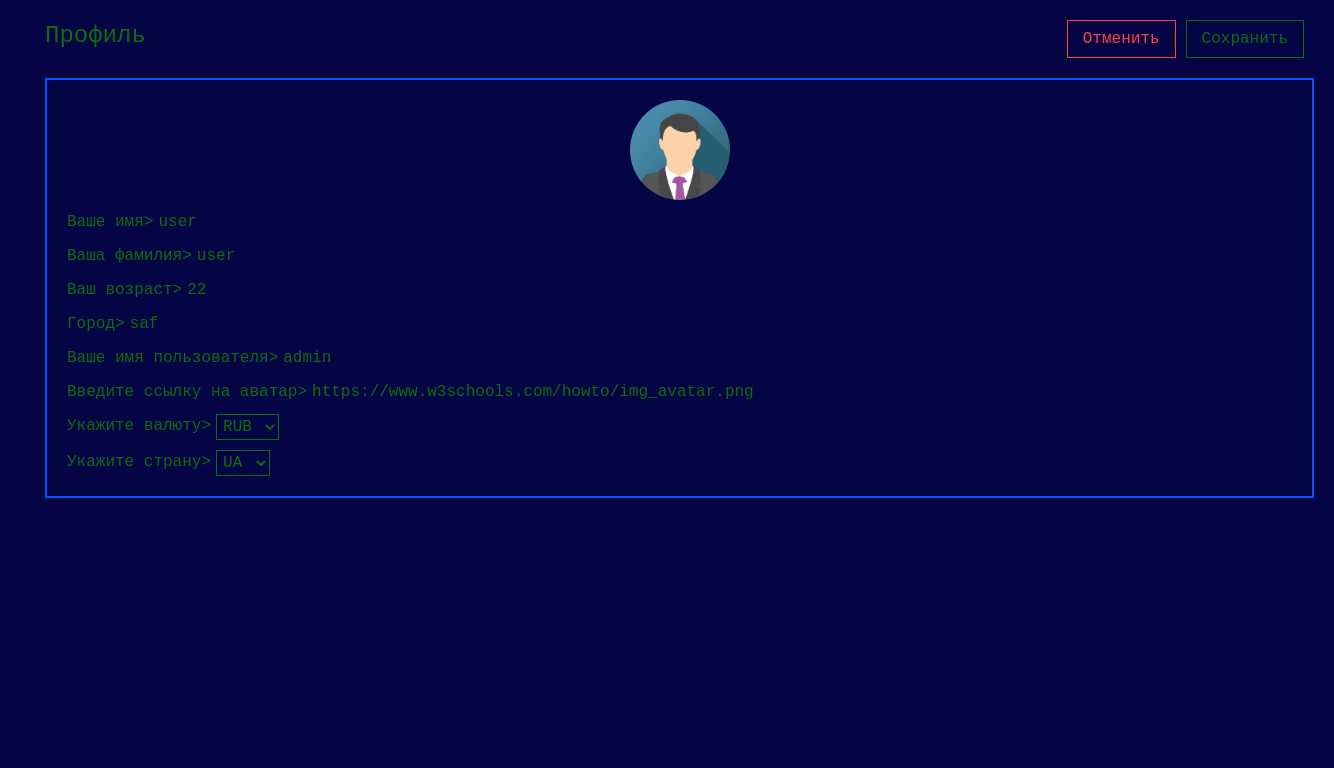 Профиль
Отменить
Сохранить
Ваше имя> user
Ваша фамилия> user
Ваш возраст> 22
Город> saf
Ваше имя пользователя> admin
Введите ссылку на аватар> https://www.w3schools.com/howto/img_avatar.png
Укажите валюту> RUB
Укажите страну> UA